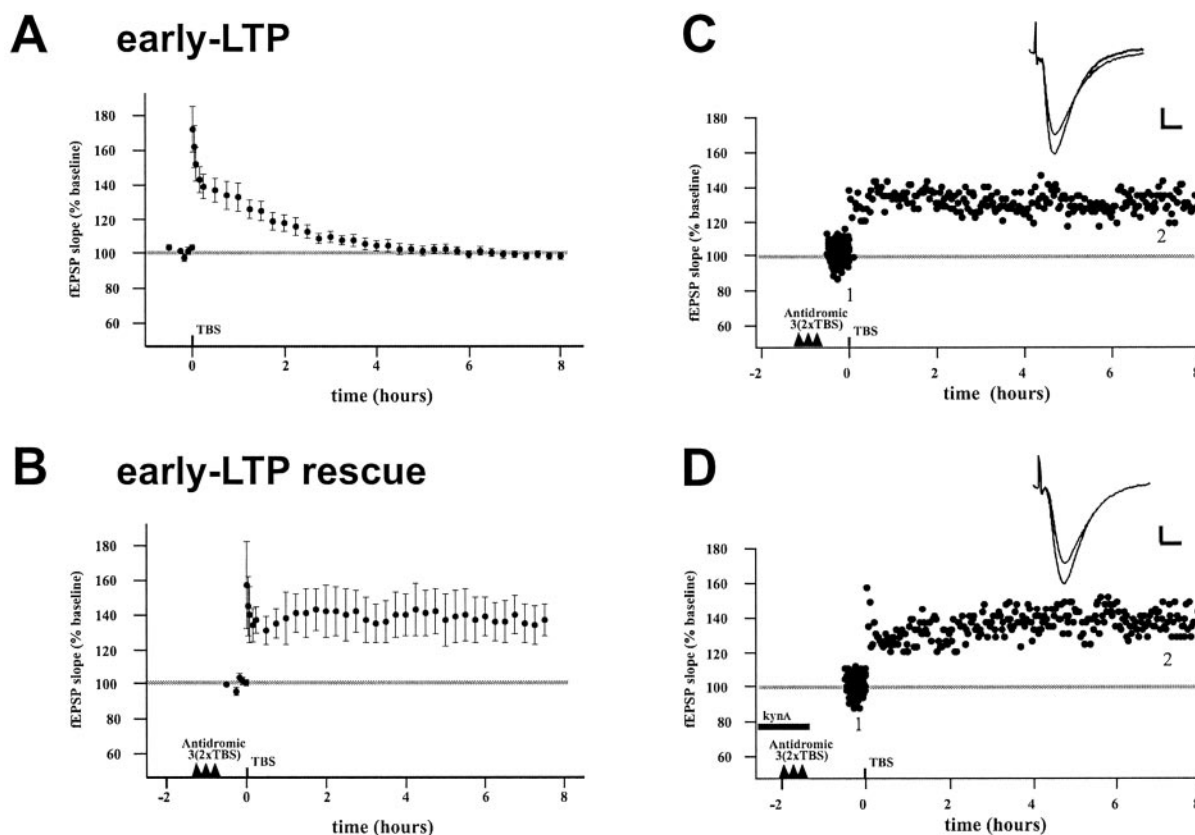 A early-LTP
fEPSP slope (% baseline)
180
160
140
120
100
80
60
TBS
0 2 4 6 8
time (hours)
B early-LTP rescue
fEPSP slope (% baseline)
180
160
140
120
100
80
60
Antidromic
3(2xTBS)
TBS
-2 0 2 4 6 8
time (hours)
C
fEPSP slope (% baseline)
180
160
140
120
100
80
60
1
2
Antidromic
3(2xTBS)
TBS
-2 0 2 4 6 8
time (hours)
D
fEPSP slope (% baseline)
180
160
140
120
100
80
60
1
2
kynA
Antidromic
3(2xTBS)
TBS
-2 0 2 4 6 8
time (hours)